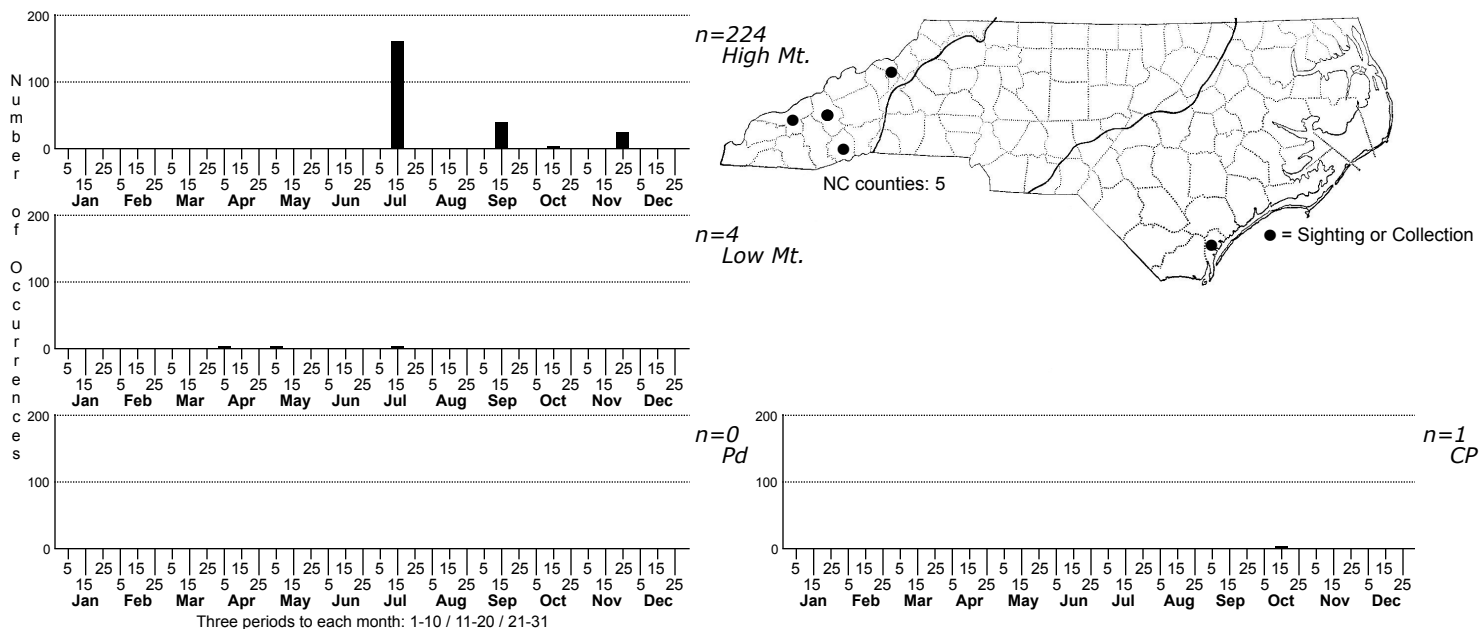 Number of Occurrences
200
100
0
5 25 15 5 25 15 5 25 15 5 25 15 5 25 15 5 25 15
15 5 25 15 5 25 15 5 25 15 5 25 15 5 25 15 5 25
Jan Feb Mar Apr May Jun Jul Aug Sep Oct Nov Dec
n=224
High Mt.
NC counties: 5
● = Sighting or Collection
200
100
0
5 25 15 5 25 15 5 25 15 5 25 15 5 25 15 5 25 15
15 5 25 15 5 25 15 5 25 15 5 25 15 5 25 15 5 25
Jan Feb Mar Apr May Jun Jul Aug Sep Oct Nov Dec
n=4
Low Mt.
200
100
0
5 25 15 5 25 15 5 25 15 5 25 15 5 25 15 5 25 15
15 5 25 15 5 25 15 5 25 15 5 25 15 5 25 15 5 25
Jan Feb Mar Apr May Jun Jul Aug Sep Oct Nov Dec
n=0
Pd
Three periods to each month: 1-10 / 11-20 / 21-31
200
100
0
5 25 15 5 25 15 5 25 15 5 25 15 5 25 15 5 25 15
15 5 25 15 5 25 15 5 25 15 5 25 15 5 25 15 5 25
Jan Feb Mar Apr May Jun Jul Aug Sep Oct Nov Dec
n=1
CP